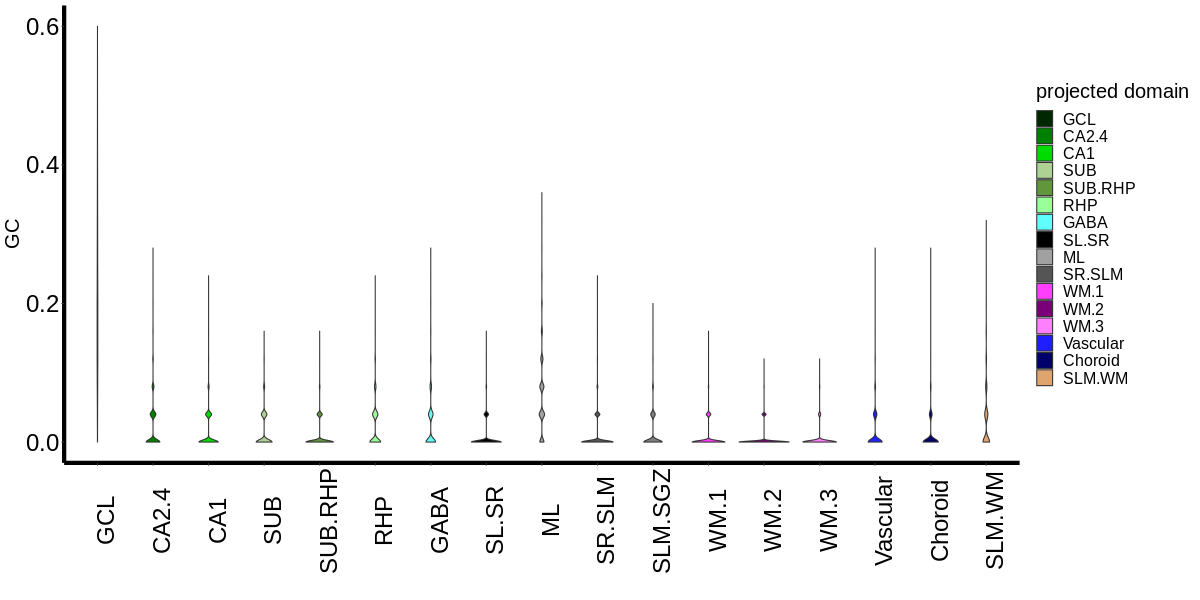 GC
0.6
0.4
0.2
0.0
GCL
CA2.4
CA1
SUB
SUB.RHP
RHP
GABA
SL.SR
ML
SR.SLM
SLM.SGZ
WM.1
WM.2
WM.3
Vascular
Choroid
SLM.WM
projected domain
GCL
CA2.4
CA1
SUB
SUB.RHP
RHP
GABA
SL.SR
ML
SR.SLM
WM.1
WM.2
WM.3
Vascular
Choroid
SLM.WM